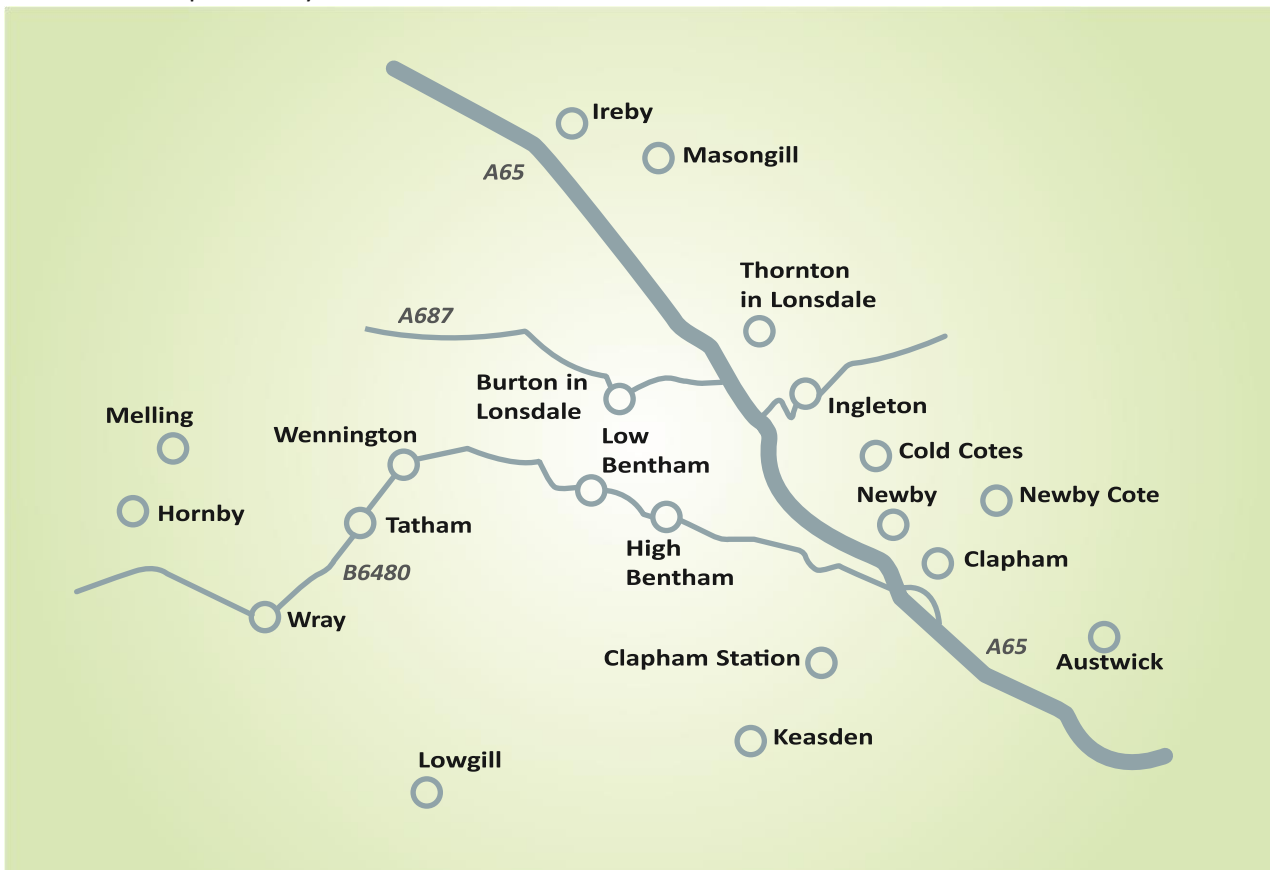 Ireby
Masongill
A65
Thornton
in Lonsdale
A687
Burton in
Lonsdale
Ingleton
Melling
Wennington
Low
Bentham
Cold Cotes
Newby
Newby Cote
Hornby
Tatham
High
Bentham
Clapham
B6480
Wray
A65
Clapham Station
Austwick
Keasden
Lowgill